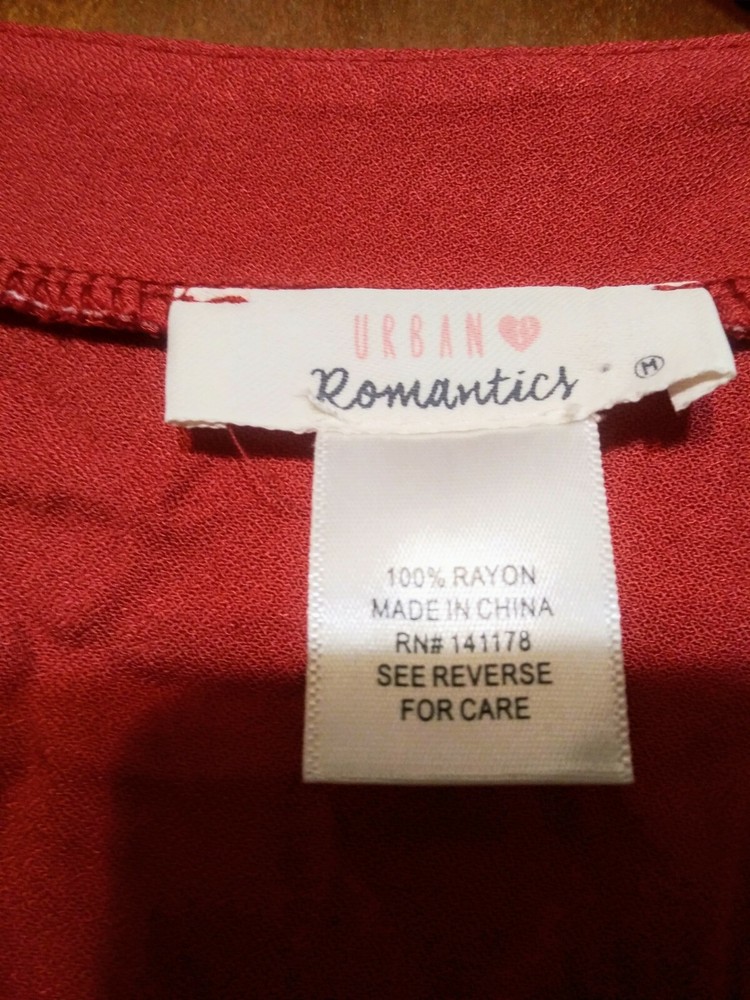 URBAN
Romantics M
100% RAYON
MADE IN CHINA
RN# 141178
SEE REVERSE
FOR CARE